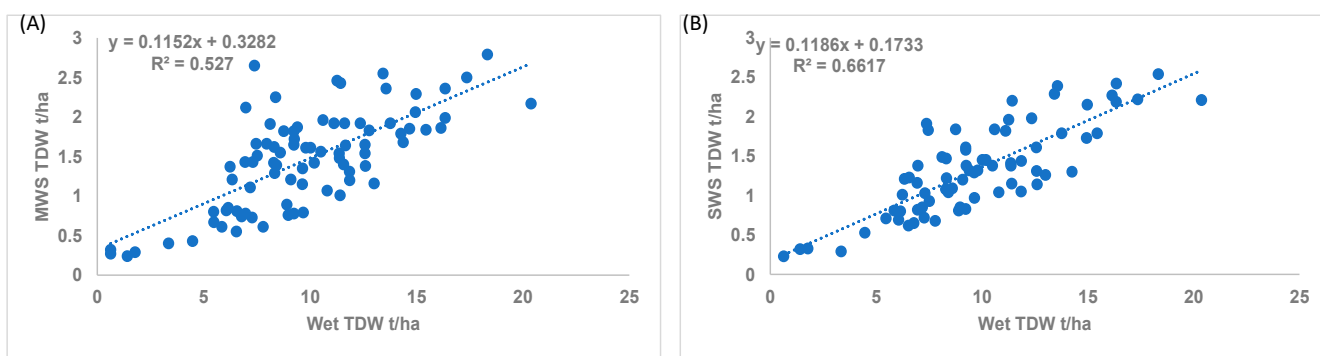 (A)
y = 0.1152x + 0.3282
R² = 0.527
3
2.5
2
1.5
1
0.5
0
MWS TDW t/ha
0 5 10 15 20 25
Wet TDW t/ha
(B)
y = 0.1186x + 0.1733
R² = 0.6617
3
2.5
2
1.5
1
0.5
0
SWS TDW t/ha
0 5 10 15 20 25
Wet TDW t/ha